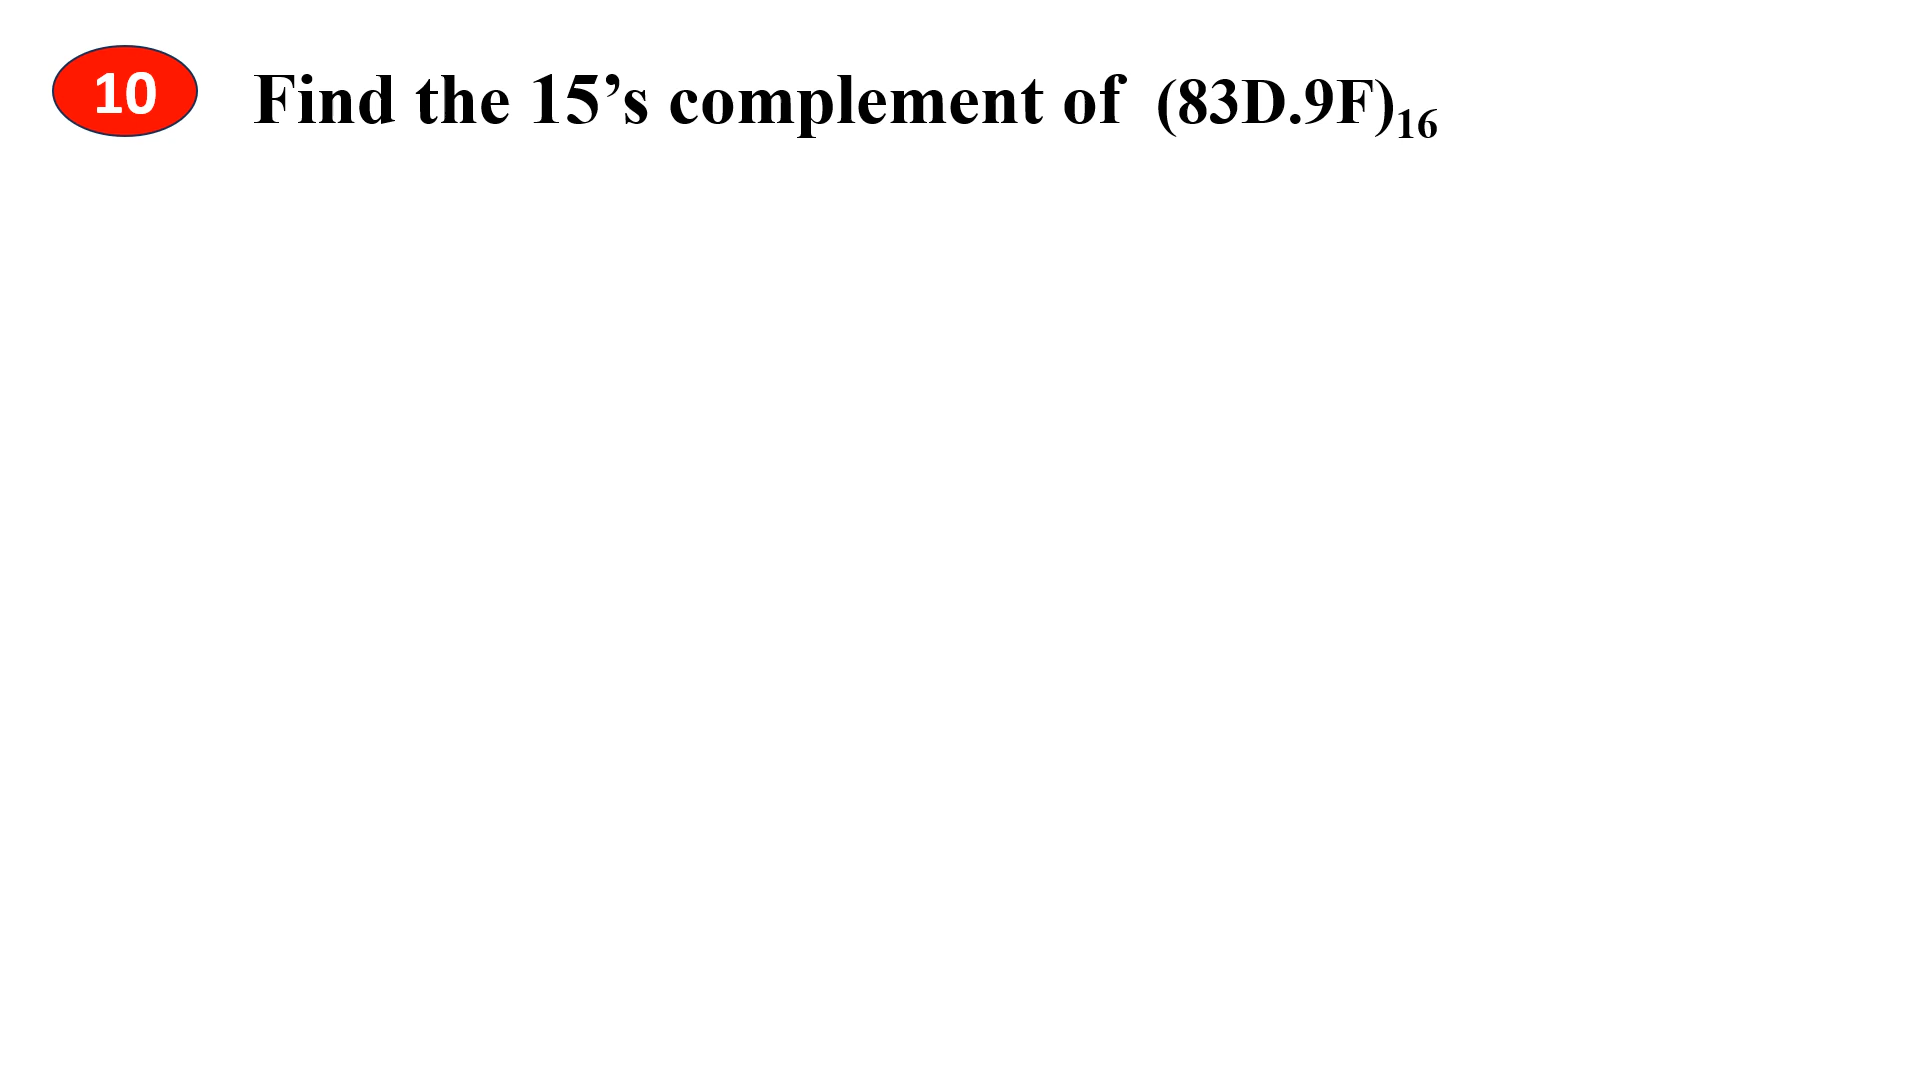 10 Find the 15’s complement of (83D.9F)₁₆